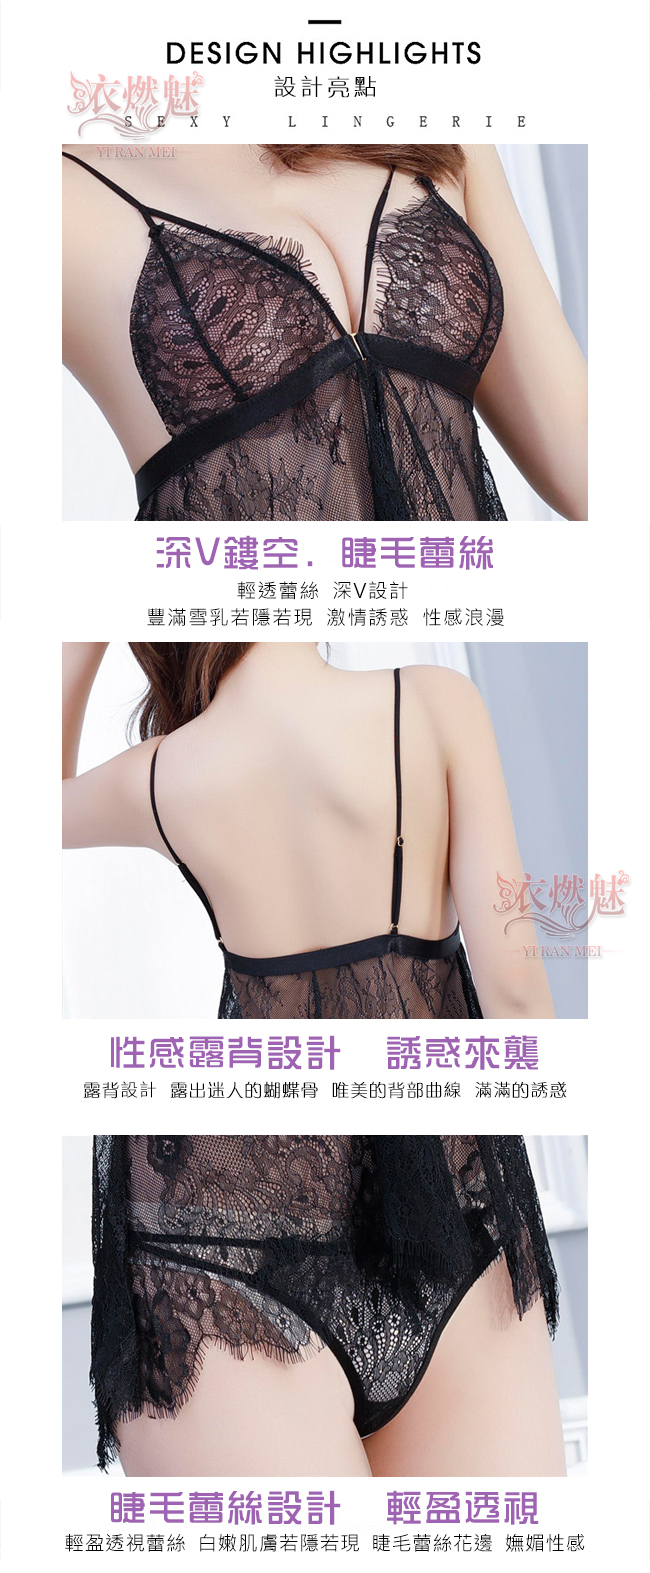 DESIGN HIGHLIGHTS
設計亮點
衣燃魅
SEXY LINGERIE
YI RAN MEI
深V鏤空．睫毛蕾絲
輕透蕾絲 深V設計
豐滿雪乳若隱若現 激情誘惑 性感浪漫
衣燃魅
YI RAN MEI
性感露背設計 誘惑來襲
露背設計 露出迷人的蝴蝶骨 唯美的背部曲線 滿滿的誘惑
睫毛蕾絲設計 輕盈透視
輕盈透視蕾絲 白嫩肌膚若隱若現 睫毛蕾絲花邊 嫵媚性感